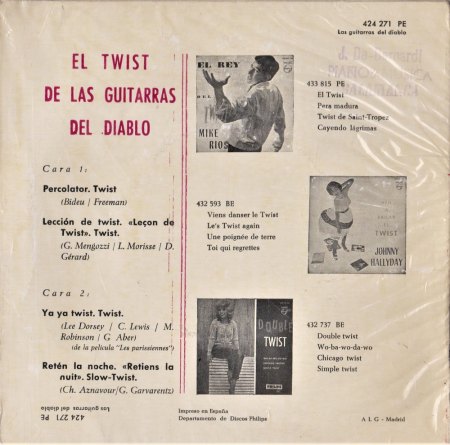 424 271 PE
Las guitarras del diablo
EL TWIST
DE LAS GUITARRAS
DEL DIABLO
Cara 1:
Percolator. Twist
(Bideu / Freeman)
Lección de twist. «Leçon de
Twist». Twist.
(G. Mengozzi / L. Morisse / D.
Gérard)
Cara 2:
Ya ya twist. Twist.
(Lee Dorsey / C. Lewis / M.
Robinson / G. Aber)
(de la película "Les parissiennes")
Retén la noche. «Retiens la
nuit». Slow-Twist.
(Ch. Aznavour/G. Garvarentz)
EL REY
DEL
MIKE
RIOS
433 815 PE
El Twist
Pera madura
Twist de Saint-Tropez
Cayendo lágrimas
432 593 BE
Viens danser le Twist
Le's Twist again
Une poignée de terre
Toi qui regrettes
TWIST
JOHNNY
HALLYDAY
DOUBLE
TWIST
PHILIPS
432 737 BE
Double twist
Wo-ba-wo-da-wo
Chicago twist
Simple twist
424 271 PE
Las guitarras del diablo
Impreso en España
Departamento de Discos Philips
A L G - Madrid